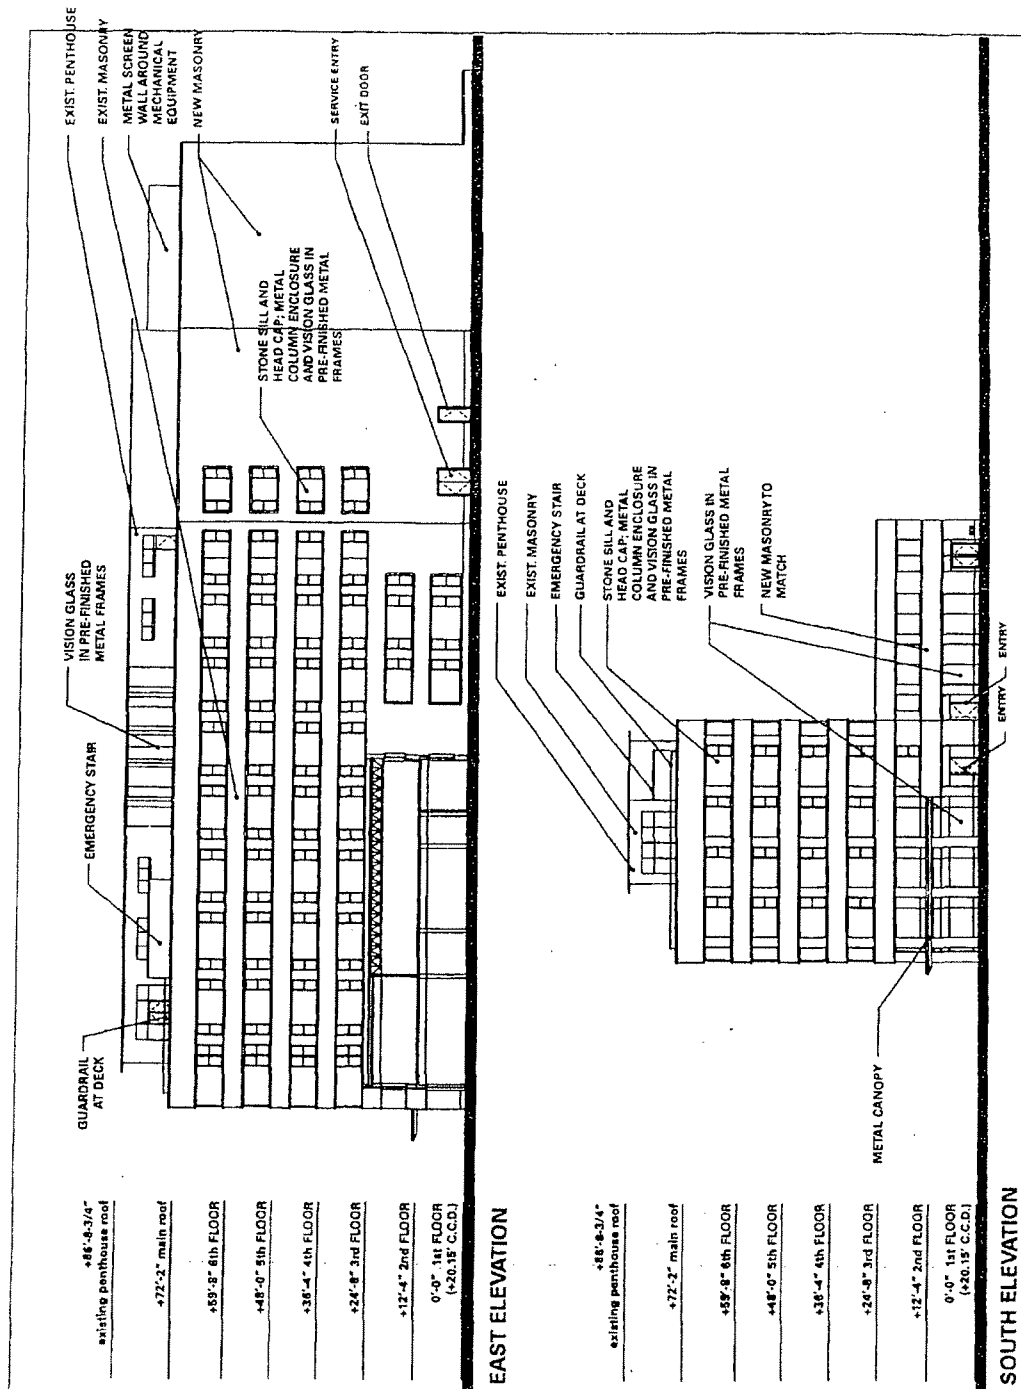 +86'-8-3/4"
existing penthouse roof
+72'-2" main roof
+59'-8" 6th FLOOR
+48'-0" 5th FLOOR
+36'-4" 4th FLOOR
+24'-8" 3rd FLOOR
+12'-4" 2nd FLOOR
0'-0" 1st FLOOR
(+20.15' C.C.D.)
GUARDRAIL
AT DECK
EMERGENCY STAIR
VISION GLASS
IN PRE-FINISHED
METAL FRAMES
STONE SILL AND
HEAD CAP; METAL
COLUMN ENCLOSURE
AND VISION GLASS IN
PRE-FINISHED METAL
FRAMES
EXIST. PENTHOUSE
EXIST. MASONRY
METAL SCREEN
WALL AROUND
MECHANICAL
EQUIPMENT
NEW MASONRY
SERVICE ENTRY
EXIT DOOR
EAST ELEVATION
+86'-8-3/4"
existing penthouse roof
+72'-2" main roof
+59'-8" 6th FLOOR
+48'-0" 5th FLOOR
+36'-4" 4th FLOOR
+24'-8" 3rd FLOOR
+12'-4" 2nd FLOOR
0'-0" 1st FLOOR
(+20.15' C.C.D.)
METAL CANOPY
EXIST. PENTHOUSE
EXIST. MASONRY
EMERGENCY STAIR
GUARDRAIL AT DECK
STONE SILL AND
HEAD CAP; METAL
COLUMN ENCLOSURE
AND VISION GLASS IN
PRE-FINISHED METAL
FRAMES
VISION GLASS IN
PRE-FINISHED METAL
FRAMES
NEW MASONRY TO
MATCH
ENTRY
ENTRY
SOUTH ELEVATION